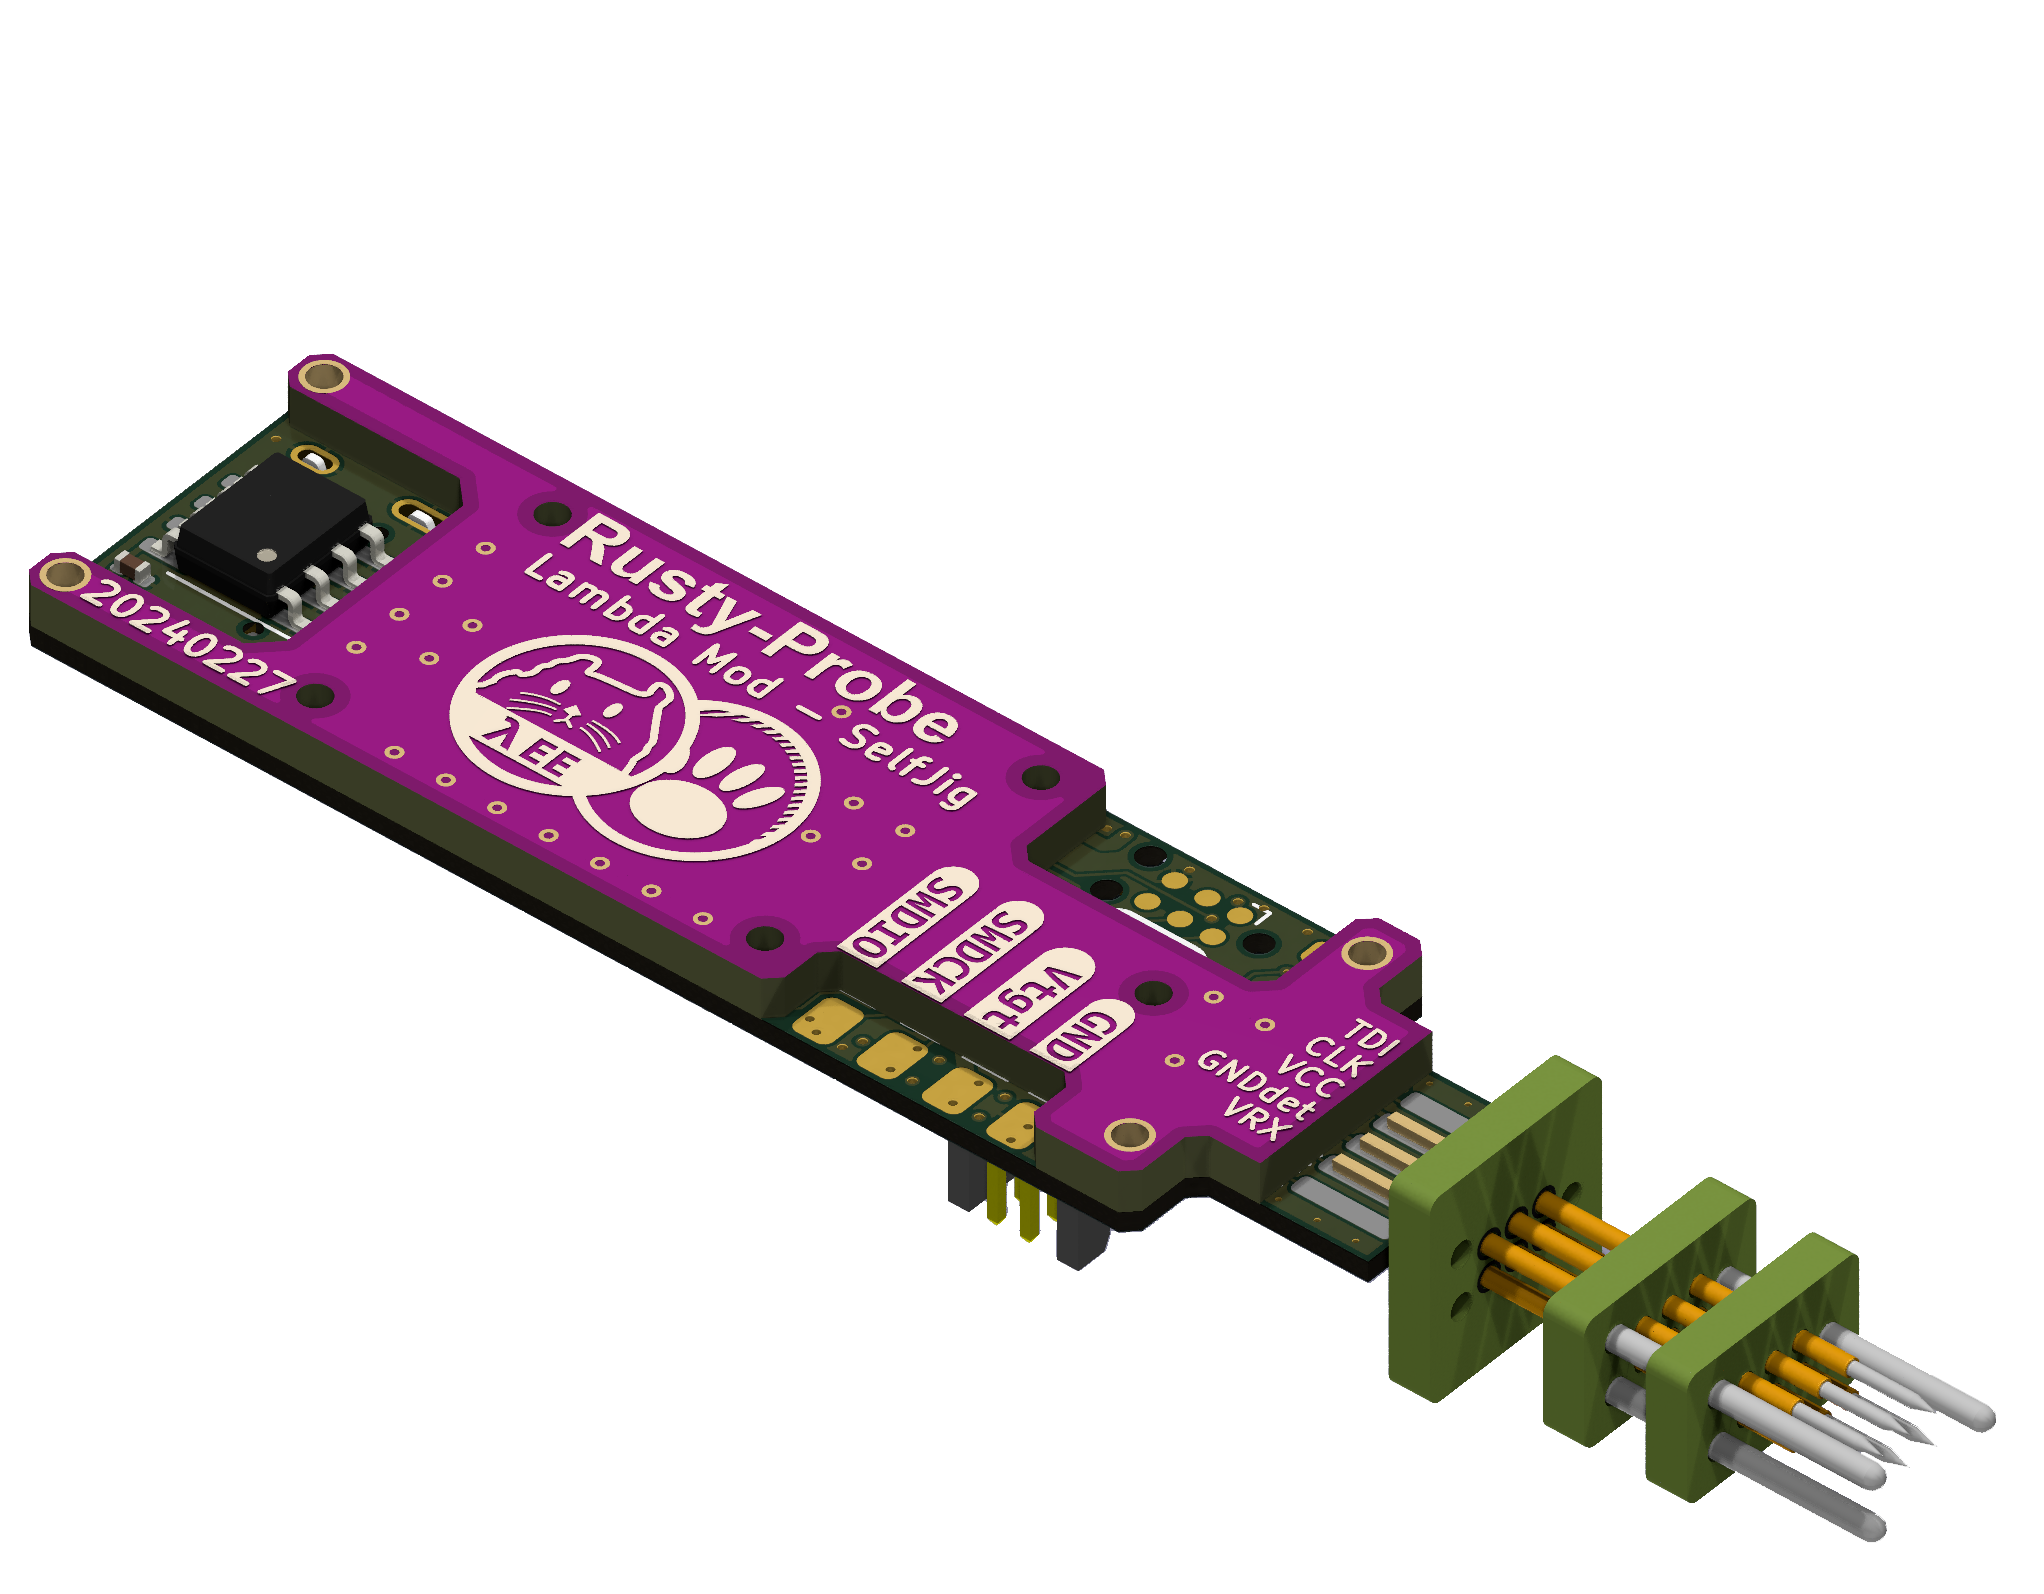 Rusty-Probe
Lambda Mod - SelfJig
20240227
λEE
SWDIO
SWDCK
Vtgt
GND
TDI
CLK
VCC
GNDdet
VRX